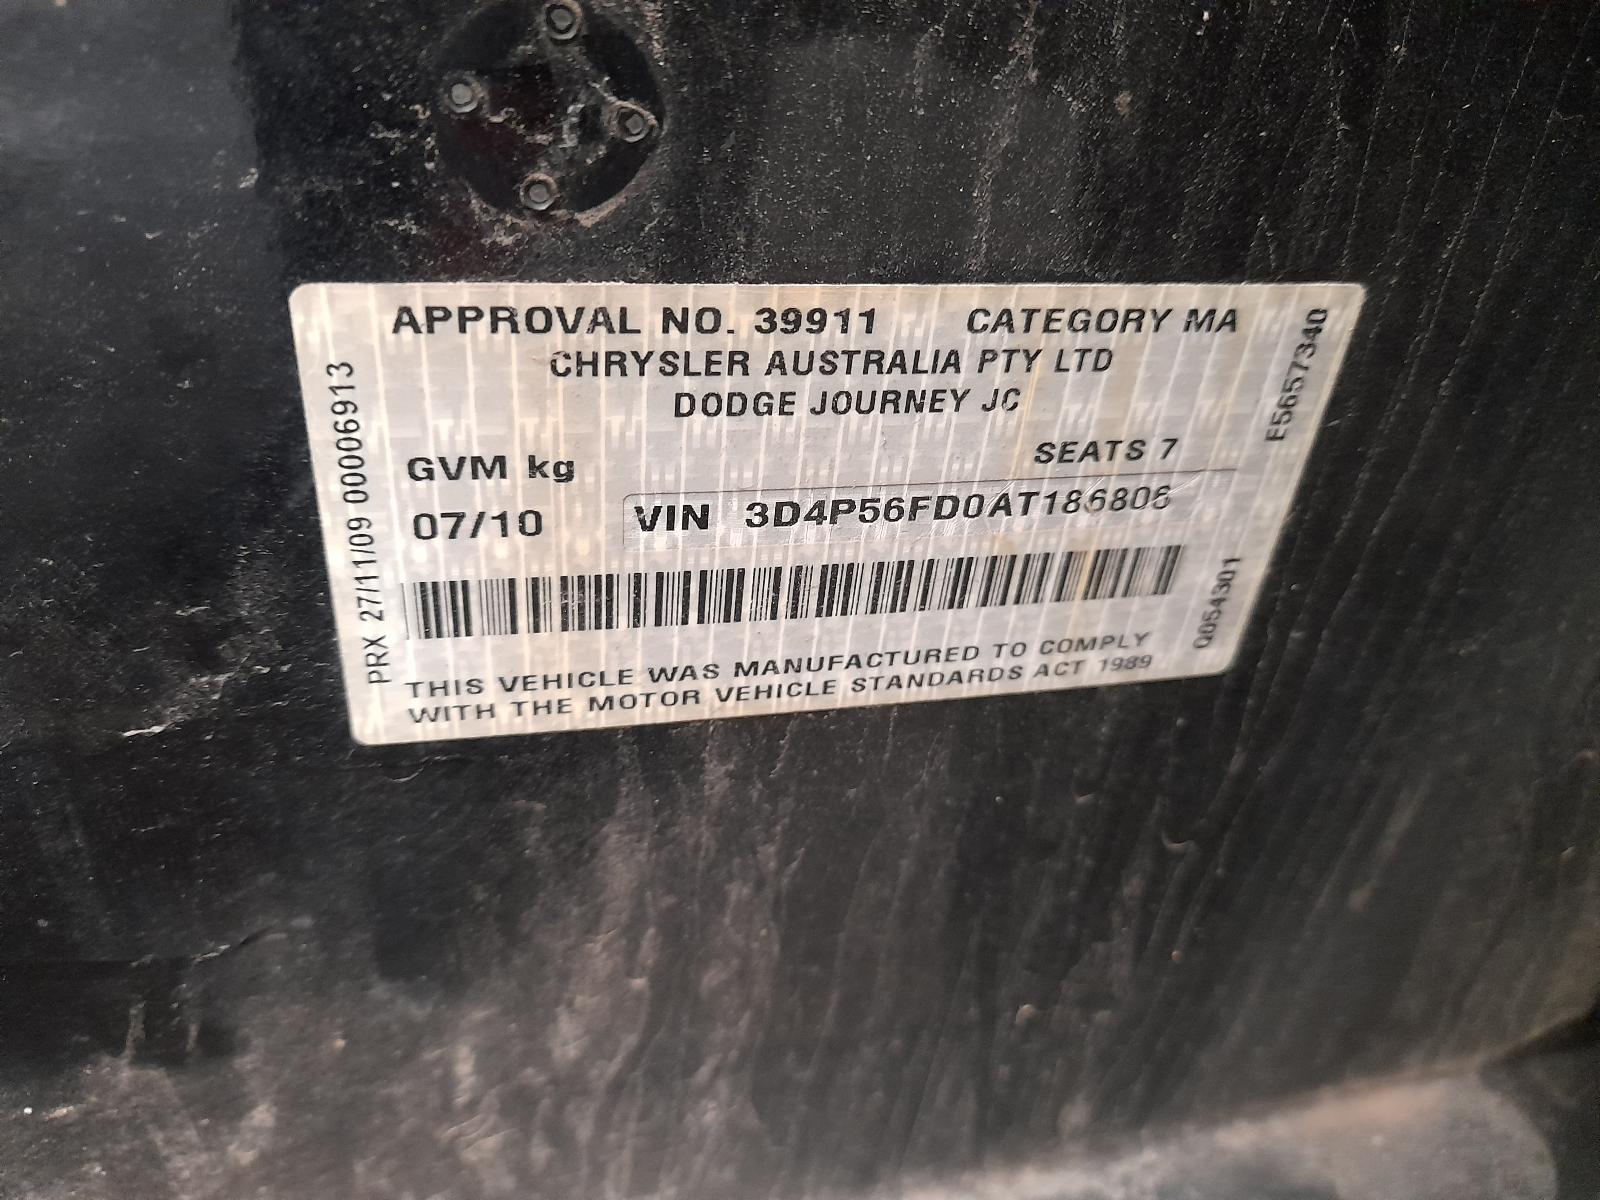 APPROVAL NO. 39911 CATEGORY MA
CHRYSLER AUSTRALIA PTY LTD
DODGE JOURNEY JC
SEATS 7
GVM kg
07/10
VIN 3D4P56FD0AT186806
THIS VEHICLE WAS MANUFACTURED TO COMPLY
WITH THE MOTOR VEHICLE STANDARDS ACT 1989
PRX 27/11/09 00006913
E5657340
Q054301